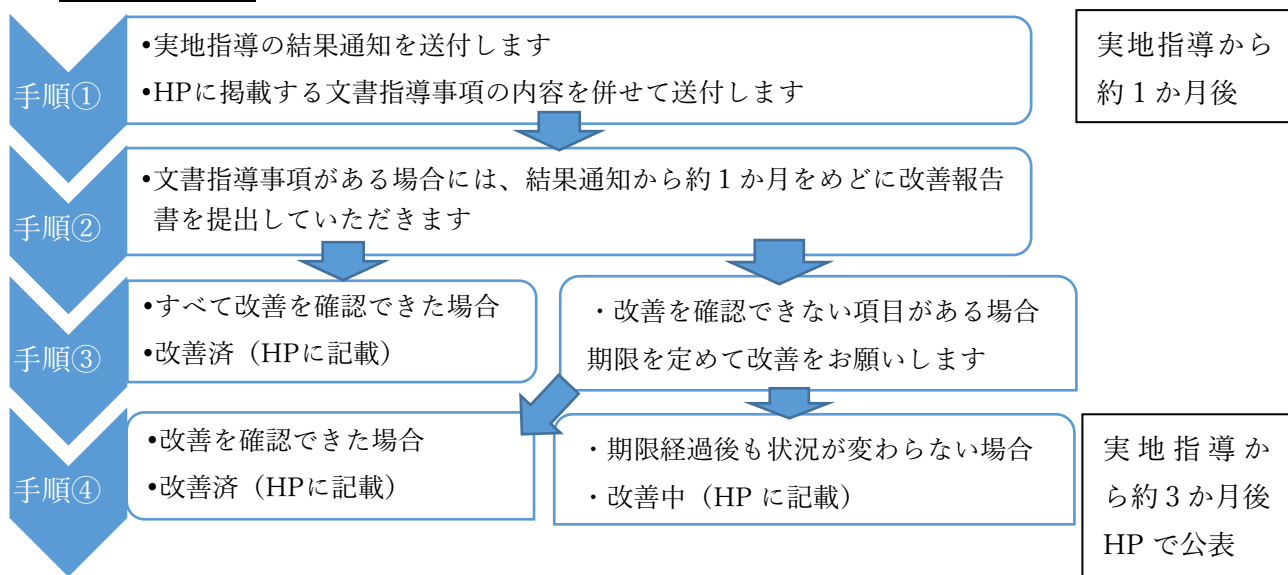 手順①
•実地指導の結果通知を送付します
•HPに掲載する文書指導事項の内容を併せて送付します
実地指導から
約1か月後
手順②
•文書指導事項がある場合には、結果通知から約1か月をめどに改善報告
書を提出していただきます
手順③
•すべて改善を確認できた場合
•改善済（HPに記載）
・改善を確認できない項目がある場合
期限を定めて改善をお願いします
手順④
•改善を確認できた場合
•改善済（HPに記載）
・期限経過後も状況が変わらない場合
・改善中（HP に記載）
実地指導か
ら約3か月後
HP で公表